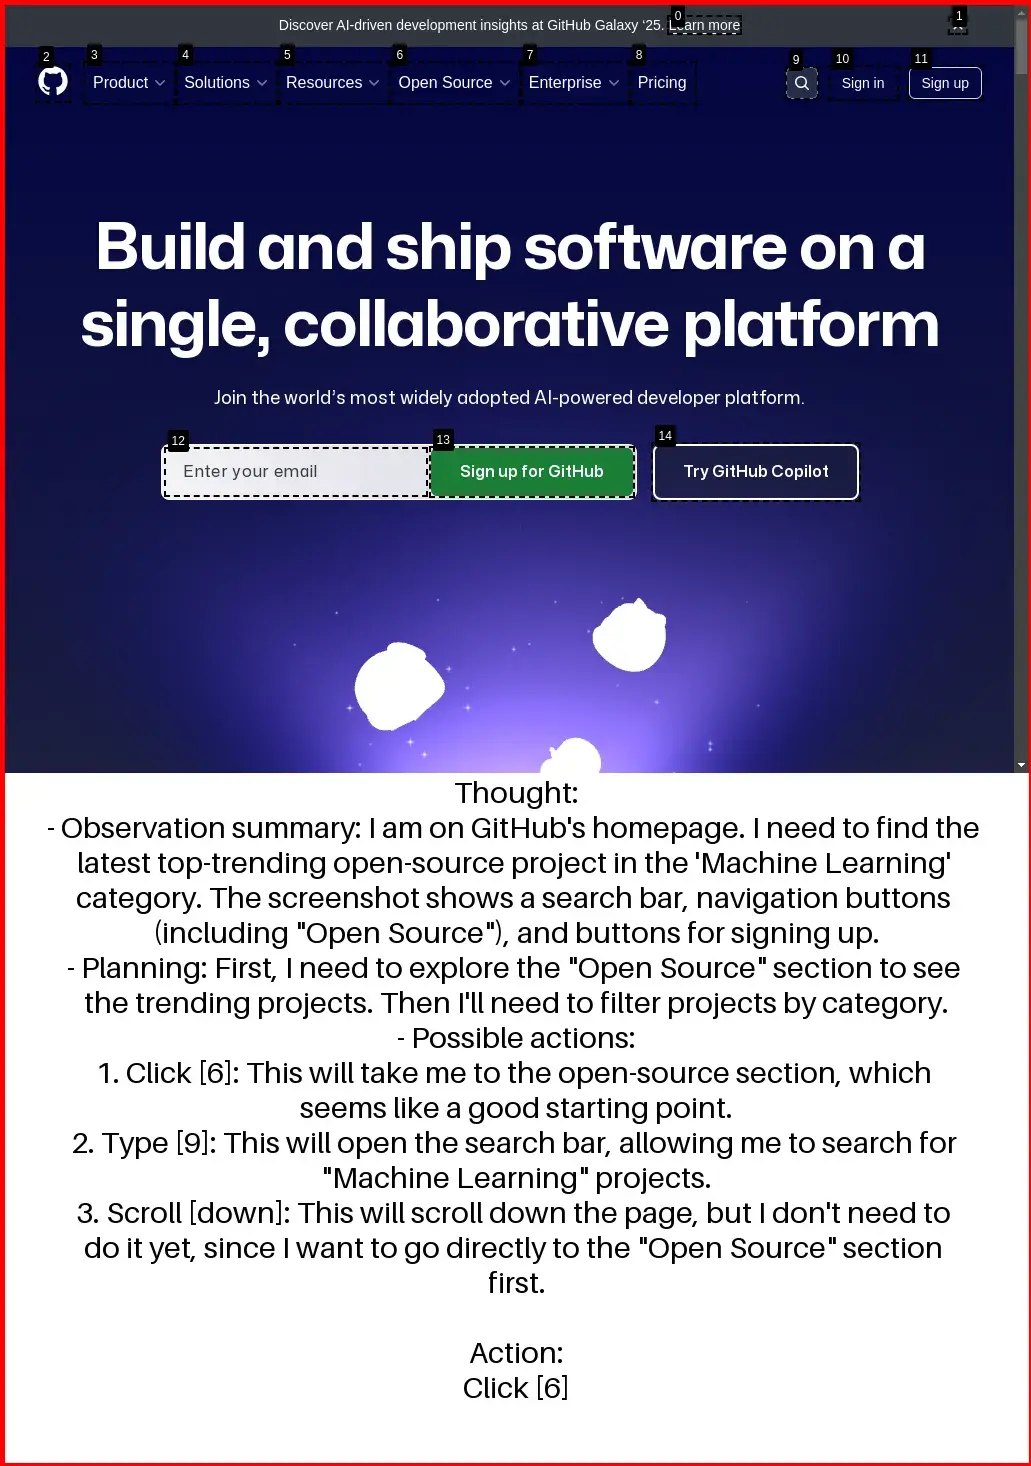 Discover AI-driven development insights at GitHub Galaxy '25. Learn more
0
1
2
3
4
5
6
7
8
9
10
11
Product
Solutions
Resources
Open Source
Enterprise
Pricing
Sign in
Sign up
Build and ship software on a
single, collaborative platform
Join the world's most widely adopted AI-powered developer platform.
12
13
14
Enter your email
Sign up for GitHub
Try GitHub Copilot
Thought:
- Observation summary: I am on GitHub's homepage. I need to find the
latest top-trending open-source project in the 'Machine Learning'
category. The screenshot shows a search bar, navigation buttons
(including "Open Source"), and buttons for signing up.
- Planning: First, I need to explore the "Open Source" section to see
the trending projects. Then I'll need to filter projects by category.
- Possible actions:
1. Click [6]: This will take me to the open-source section, which
seems like a good starting point.
2. Type [9]: This will open the search bar, allowing me to search for
"Machine Learning" projects.
3. Scroll [down]: This will scroll down the page, but I don't need to
do it yet, since I want to go directly to the "Open Source" section
first.
Action:
Click [6]